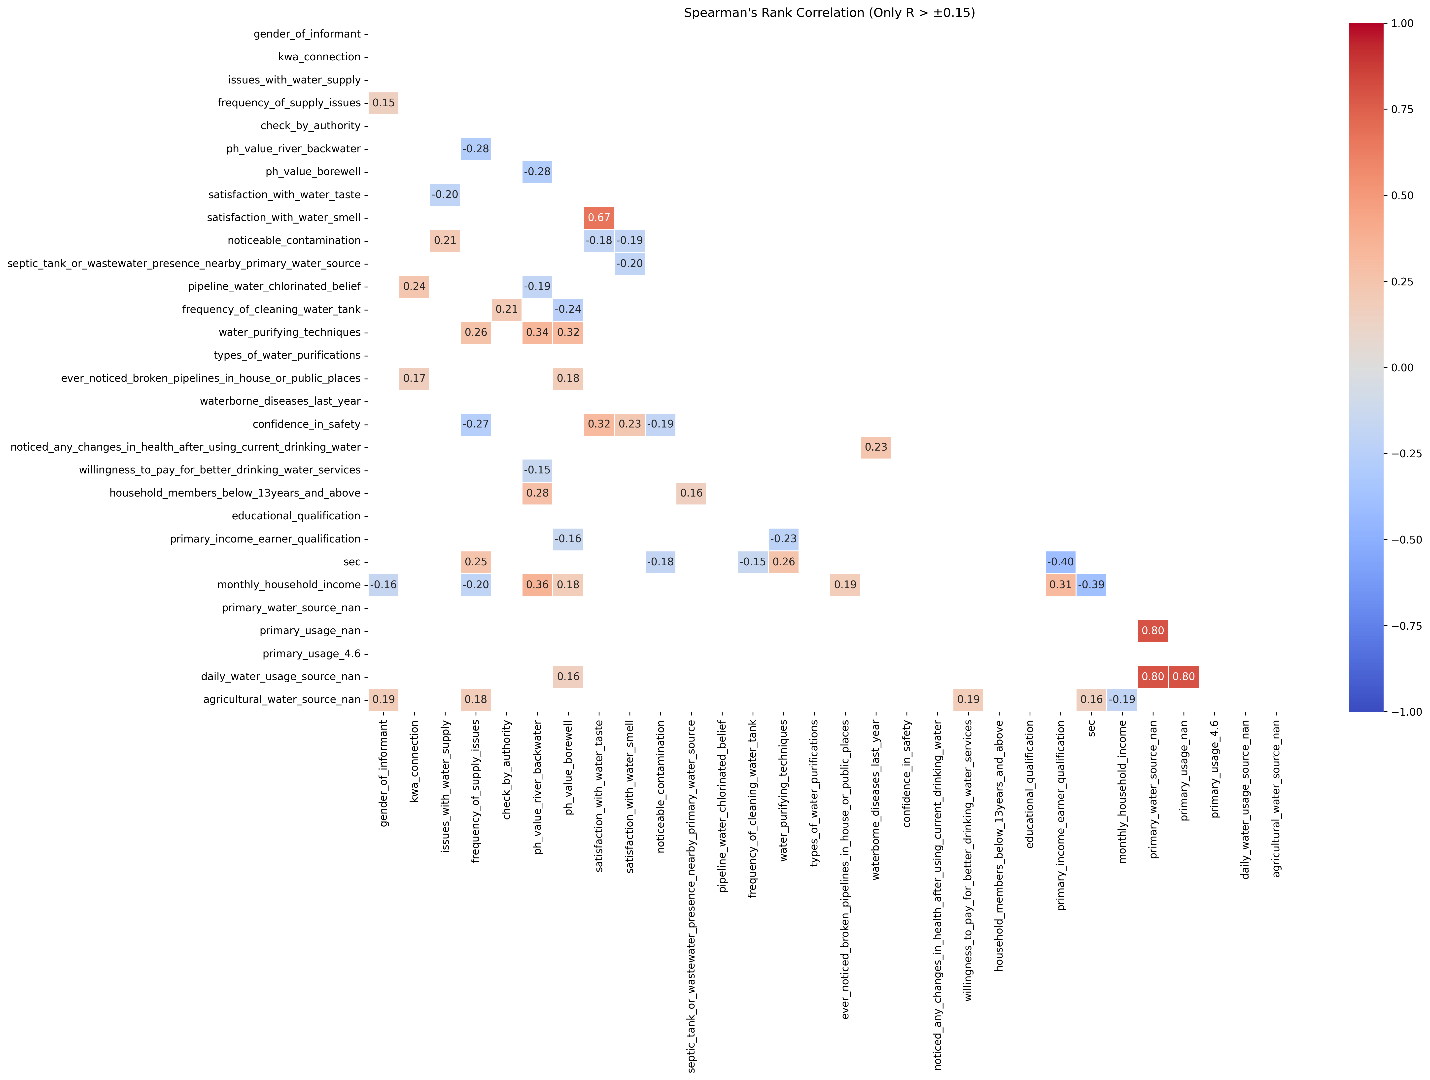 Spearman's Rank Correlation (Only R > ±0.15)
gender_of_informant
kwa_connection
issues_with_water_supply
frequency_of_supply_issues 0.15
check_by_authority
ph_value_river_backwater -0.28
ph_value_borewell -0.28
satisfaction_with_water_taste -0.20
satisfaction_with_water_smell 0.67
noticeable_contamination 0.21 -0.18 -0.19
septic_tank_or_wastewater_presence_nearby_primary_water_source -0.20
pipeline_water_chlorinated_belief 0.24 -0.19
frequency_of_cleaning_water_tank 0.21 -0.24
water_purifying_techniques 0.26 0.34 0.32
types_of_water_purifications
ever_noticed_broken_pipelines_in_house_or_public_places 0.17 0.18
waterborne_diseases_last_year
confidence_in_safety -0.27 0.32 0.23 -0.19
noticed_any_changes_in_health_after_using_current_drinking_water 0.23
willingness_to_pay_for_better_drinking_water_services -0.15
household_members_below_13years_and_above 0.28 0.16
educational_qualification
primary_income_earner_qualification -0.16 -0.23
sec 0.25 -0.18 -0.15 0.26 -0.40
monthly_household_income -0.16 -0.20 0.36 0.18 0.19 0.31 -0.39
primary_water_source_nan
primary_usage_nan 0.80
primary_usage_4.6
daily_water_usage_source_nan 0.16 0.80 0.80
agricultural_water_source_nan 0.19 0.18 0.19 0.16 -0.19
gender_of_informant
kwa_connection
issues_with_water_supply
frequency_of_supply_issues
check_by_authority
ph_value_river_backwater
ph_value_borewell
satisfaction_with_water_taste
satisfaction_with_water_smell
noticeable_contamination
septic_tank_or_wastewater_presence_nearby_primary_water_source
pipeline_water_chlorinated_belief
frequency_of_cleaning_water_tank
water_purifying_techniques
types_of_water_purifications
ever_noticed_broken_pipelines_in_house_or_public_places
waterborne_diseases_last_year
confidence_in_safety
noticed_any_changes_in_health_after_using_current_drinking_water
willingness_to_pay_for_better_drinking_water_services
household_members_below_13years_and_above
educational_qualification
primary_income_earner_qualification
sec
monthly_household_income
primary_water_source_nan
primary_usage_nan
primary_usage_4.6
daily_water_usage_source_nan
agricultural_water_source_nan
1.00
0.75
0.50
0.25
0.00
−0.25
−0.50
−0.75
−1.00